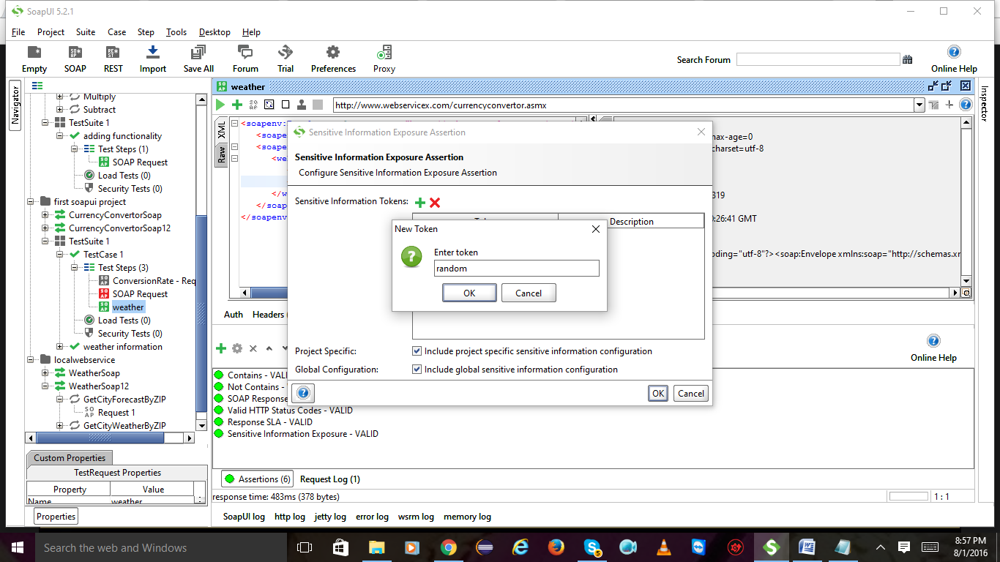 SoapUI 5.2.1
File Project Suite Case Step Tools Desktop Help
Empty SOAP REST Import Save All Forum Trial Preferences Proxy
Search Forum
Online Help
Navigator
Multiply
Subtract
TestSuite 1
adding functionality
Test Steps (1)
SOAP Request
Load Tests (0)
Security Tests (0)
first soapui project
CurrencyConvertorSoap
CurrencyConvertorSoap12
TestSuite 1
TestCase 1
Test Steps (3)
ConversionRate - Req
SOAP Request
weather
Load Tests (0)
Security Tests (0)
weather information
localwebservice
WeatherSoap
WeatherSoap12
GetCityForecastByZIP
Request 1
GetCityWeatherByZIP
Custom Properties
TestRequest Properties
Property Value
Name weather
Properties
weather
http://www.webservicex.com/currencyconvertor.asmx
Inspector
XML
Raw
<soapenv:
<soape
<soape
<we
</w
</soap
</soapenv
max-age=0
charset=utf-8
319
0:26:41 GMT
oding="utf-8"?><soap:Envelope xmlns:soap="http://schemas.xr
Auth Headers (
Sensitive Information Exposure Assertion
Sensitive Information Exposure Assertion
Configure Sensitive Information Exposure Assertion
Sensitive Information Tokens:
Description
New Token
Enter token
random
OK Cancel
Project Specific: Include project specific sensitive information configuration
Global Configuration: Include global sensitive information configuration
OK Cancel
Online Help
Contains - VALI
Not Contains -
SOAP Response
Valid HTTP Status Codes - VALID
Response SLA - VALID
Sensitive Information Exposure - VALID
Assertions (6) Request Log (1)
response time: 483ms (378 bytes)
1 : 1
SoapUI log http log jetty log error log wsrm log memory log
Search the web and Windows
5
8:57 PM
8/1/2016